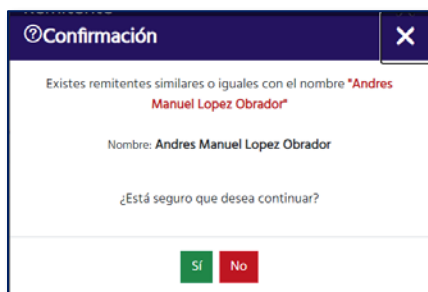 Confirmación
Existes remitentes similares o iguales con el nombre "Andres
Manuel Lopez Obrador"
Nombre: Andres Manuel Lopez Obrador
¿Está seguro que desea continuar?
Sí No